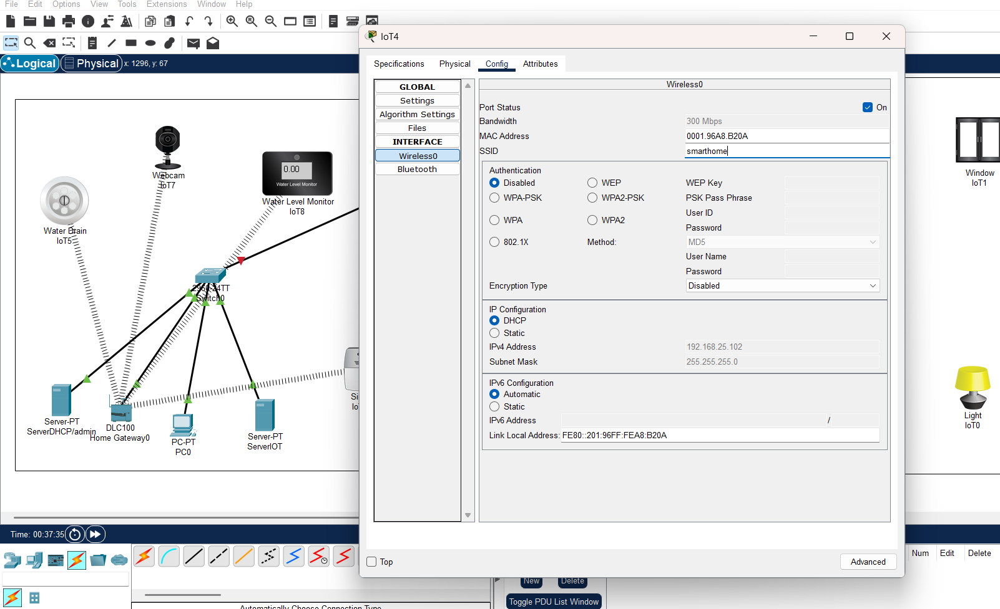 File Edit Options View Tools Extensions Window Help
Logical Physical x: 1296, y: 67
IoT4
Specifications Physical Config Attributes
GLOBAL
Settings
Algorithm Settings
Files
INTERFACE
Wireless0
Bluetooth
Wireless0
Port Status On
Bandwidth 300 Mbps
MAC Address 0001.96A8.B20A
SSID smarthome
Authentication
Disabled WEP WEP Key
WPA-PSK WPA2-PSK PSK Pass Phrase
User ID
WPA WPA2
Password
802.1X Method: MD5
User Name
Password
Encryption Type Disabled
IP Configuration
DHCP
Static
IPv4 Address 192.168.25.102
Subnet Mask 255.255.255.0
IPv6 Configuration
Automatic
Static
IPv6 Address /
Link Local Address: FE80::201:96FF:FEA8:B20A
Top Advanced
Webcam
IoT7
0.00
Water Level Monitor
Water Level Monitor
IoT8
Water Drain
IoT5
2960-24TT
Switch0
Server-PT
ServerDHCP/admin
DLC100
Home Gateway0
PC-PT
PC0
Server-PT
ServerIOT
Window
IoT1
Light
IoT0
Time: 00:37:35
Num Edit Delete
New Delete
Toggle PDU List Window
Automatically Choose Connection Type